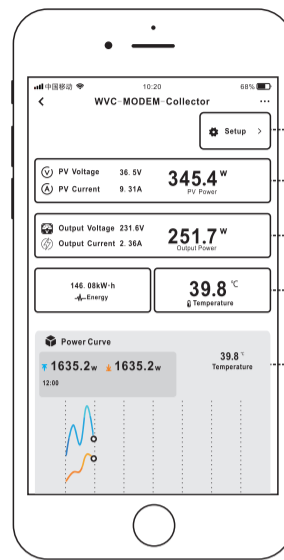 中国移动 10:20 68%
WVC-MODEM-Collector ...
Setup >
V PV Voltage 36.5V
A PV Current 9.31A
345.4 W
PV Power
Output Voltage 231.6V
Output Current 2.36A
251.7 W
Output Power
146.08kW-h
Energy
39.8 ℃
Temperature
Power Curve
1635.2w 1635.2w
12:00
39.8 ℃
Temperature